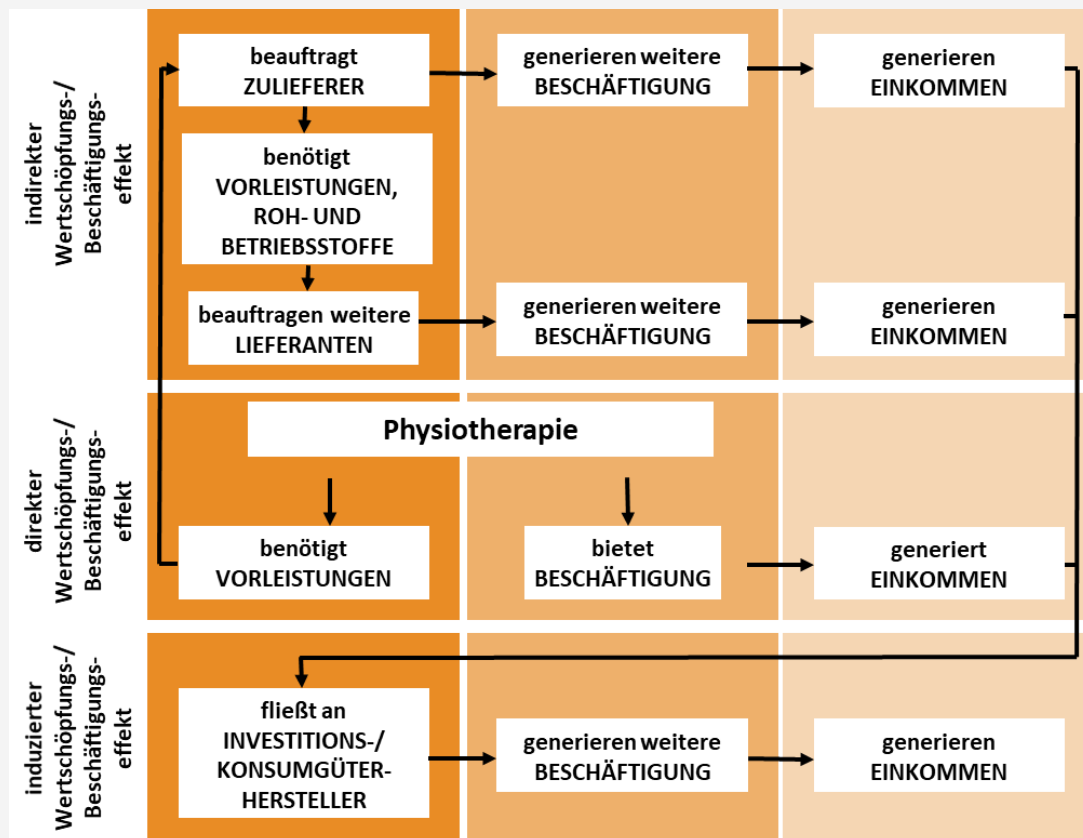 indirekter
Wertschöpfungs-/
Beschäftigungs-
effekt
beauftragt
ZULIEFERER
generieren weitere
BESCHÄFTIGUNG
generieren
EINKOMMEN
benötigt
VORLEISTUNGEN,
ROH- UND
BETRIEBSSTOFFE
beauftragen weitere
LIEFERANTEN
generieren weitere
BESCHÄFTIGUNG
generieren
EINKOMMEN
direkter
Wertschöpfungs-/
Beschäftigungs-
effekt
Physiotherapie
benötigt
VORLEISTUNGEN
bietet
BESCHÄFTIGUNG
generiert
EINKOMMEN
induzierter
Wertschöpfungs-/
Beschäftigungs-
effekt
fließt an
INVESTITIONS-/
KONSUMGÜTER-
HERSTELLER
generieren weitere
BESCHÄFTIGUNG
generieren
EINKOMMEN